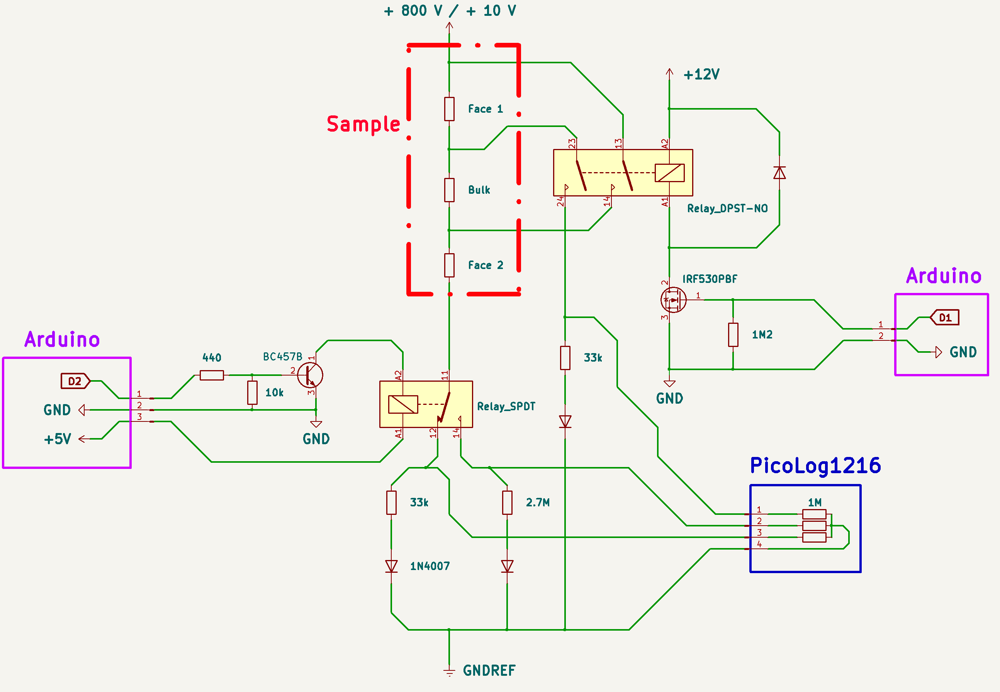 + 800 V / + 10 V
+12V
Face 1
Sample
23
13
A2
Bulk
24
14
A1
Relay_DPST-NO
Face 2
IRF530PBF
2
1
3
Arduino
D1
1
2
GND
1M2
GND
Arduino
D2
GND
+5V
1
2
3
440
10k
BC457B
1
2
3
GND
A2
11
Relay_SPDT
A1
12
14
33k
33k
2.7M
1N4007
PicoLog1216
1M
1
2
3
4
GNDREF